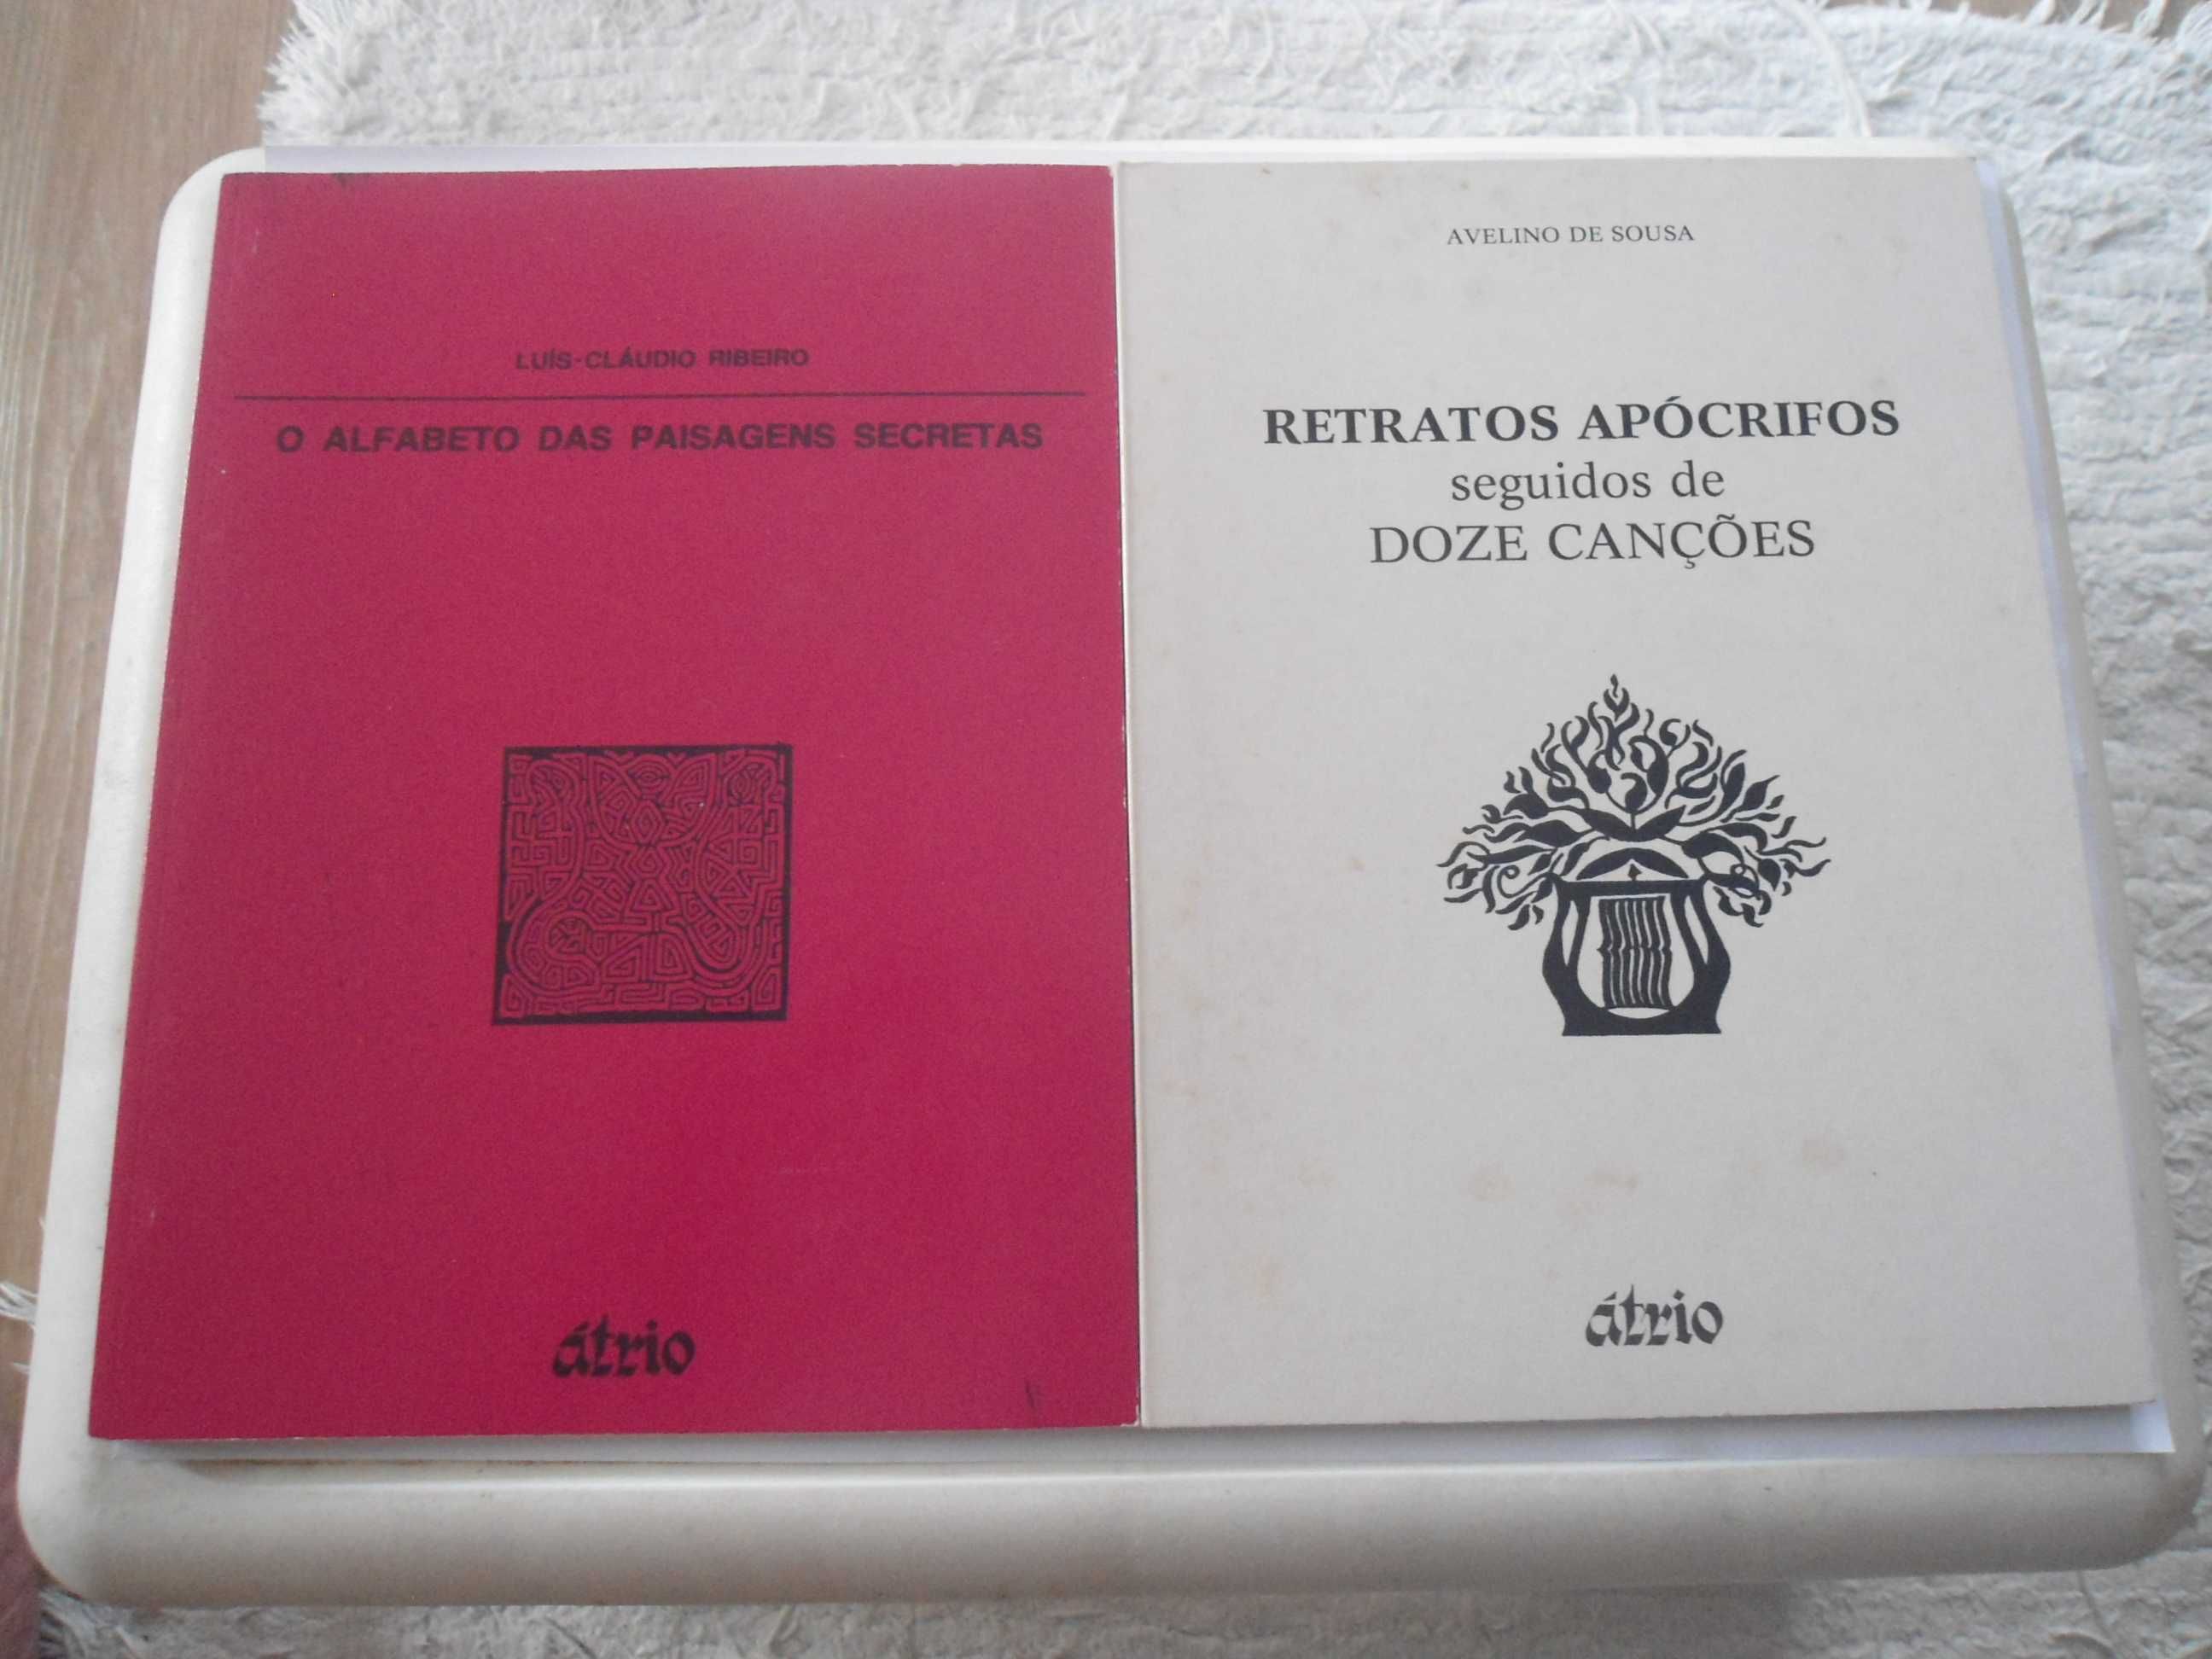 LUÍS-CLÁUDIO RIBEIRO
O ALFABETO DAS PAISAGENS SECRETAS
átrio
AVELINO DE SOUSA
RETRATOS APÓCRIFOS
seguidos de
DOZE CANÇÕES
átrio